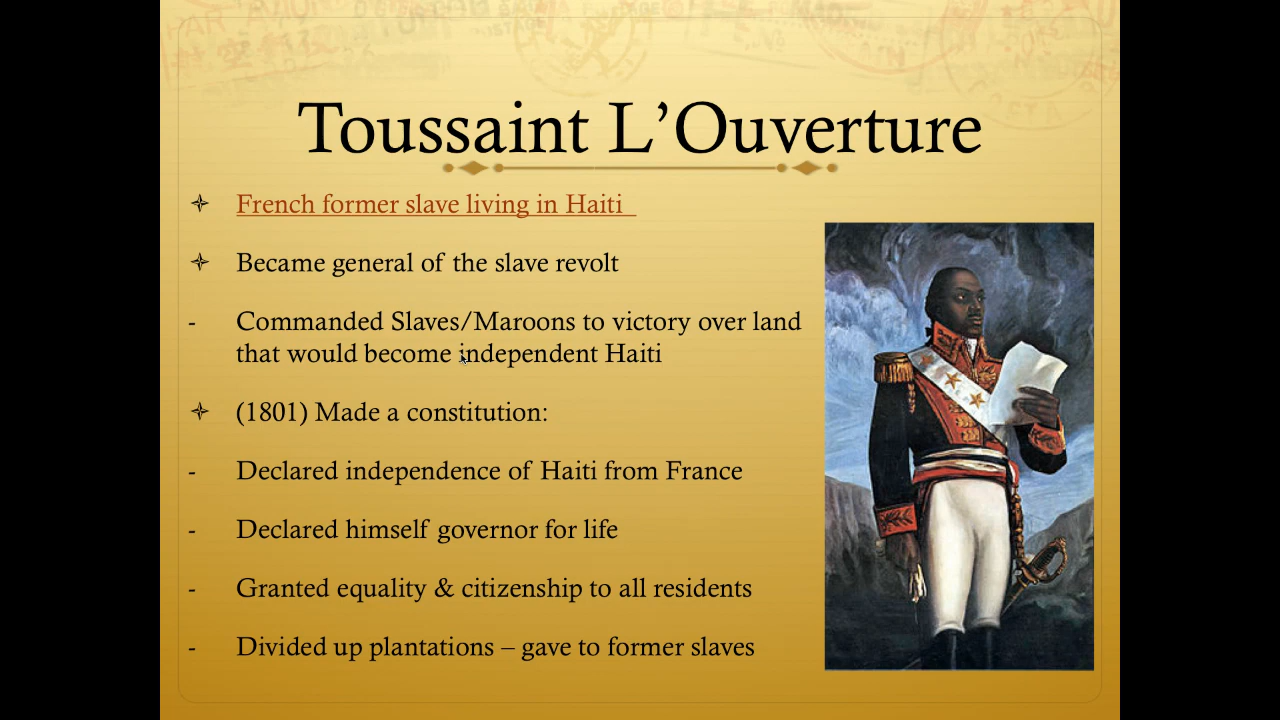 Toussaint L’Ouverture
French former slave living in Haiti
Became general of the slave revolt
- Commanded Slaves/Maroons to victory over land
that would become independent Haiti
(1801) Made a constitution:
- Declared independence of Haiti from France
- Declared himself governor for life
- Granted equality & citizenship to all residents
- Divided up plantations – gave to former slaves